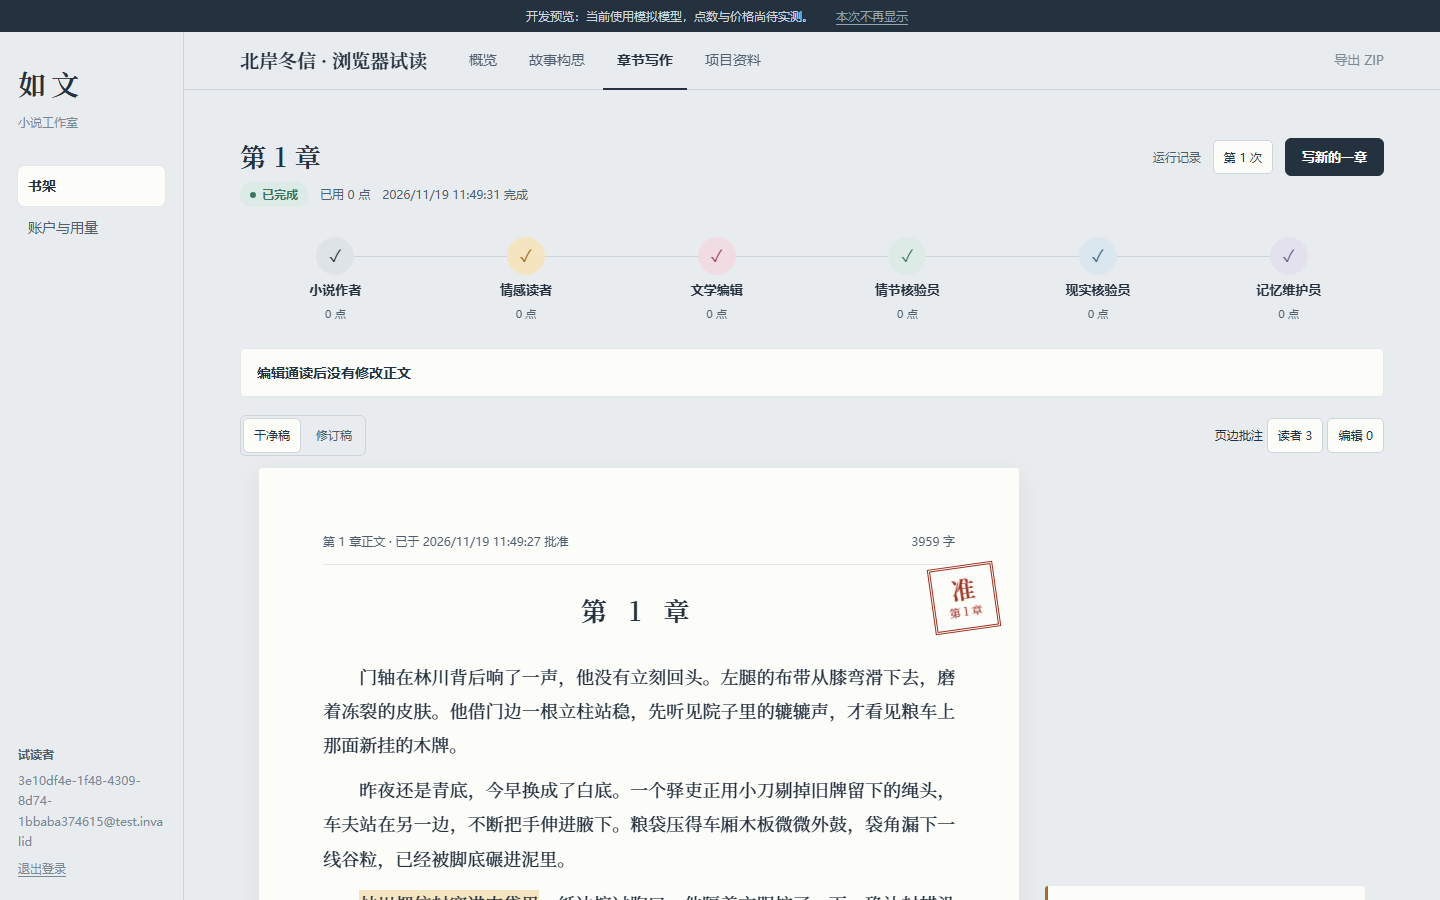 开发预览：当前使用模拟模型，点数与价格尚待实测。 本次不再显示
如文
小说工作室
书架
账户与用量
试读者
3e10df4e-1f48-4309-
8d74-
1bbaba374615@test.inva
lid
退出登录
北岸冬信 · 浏览器试读 概览 故事构思 章节写作 项目资料 导出 ZIP
第 1 章
运行记录 第 1 次 写新的一章
已完成 已用 0 点 2026/11/19 11:49:31 完成
小说作者 情感读者 文学编辑 情节核验员 现实核验员 记忆维护员
0 点 0 点 0 点 0 点 0 点 0 点
编辑通读后没有修改正文
干净稿 修订稿 页边批注 读者 3 编辑 0
第 1 章正文 · 已于 2026/11/19 11:49:27 批准 3959 字
准
第 1 章
第 1 章
门轴在林川背后响了一声，他没有立刻回头。左腿的布带从膝弯滑下去，磨
着冻裂的皮肤。他借门边一根立柱站稳，先听见院子里的辘辘声，才看见粮车上
那面新挂的木牌。
昨夜还是青底，今早换成了白底。一个驿吏正用小刀剔掉旧牌留下的绳头，
车夫站在另一边，不断把手伸进腋下。粮袋压得车厢木板微微外鼓，袋角漏下一
线谷粒，已经被脚底碾进泥里。